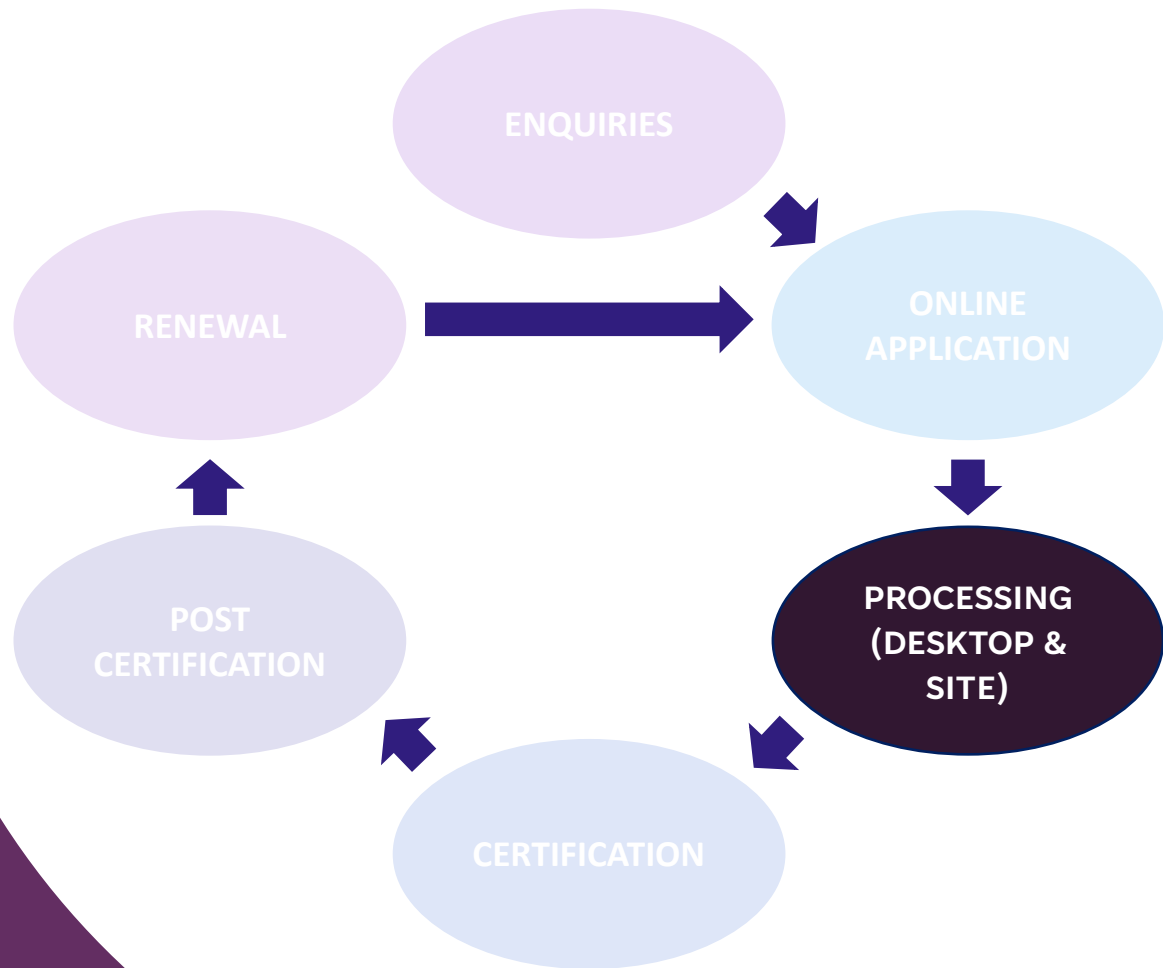 ENQUIRIES
ONLINE
APPLICATION
PROCESSING
(DESKTOP &
SITE)
CERTIFICATION
POST
CERTIFICATION
RENEWAL